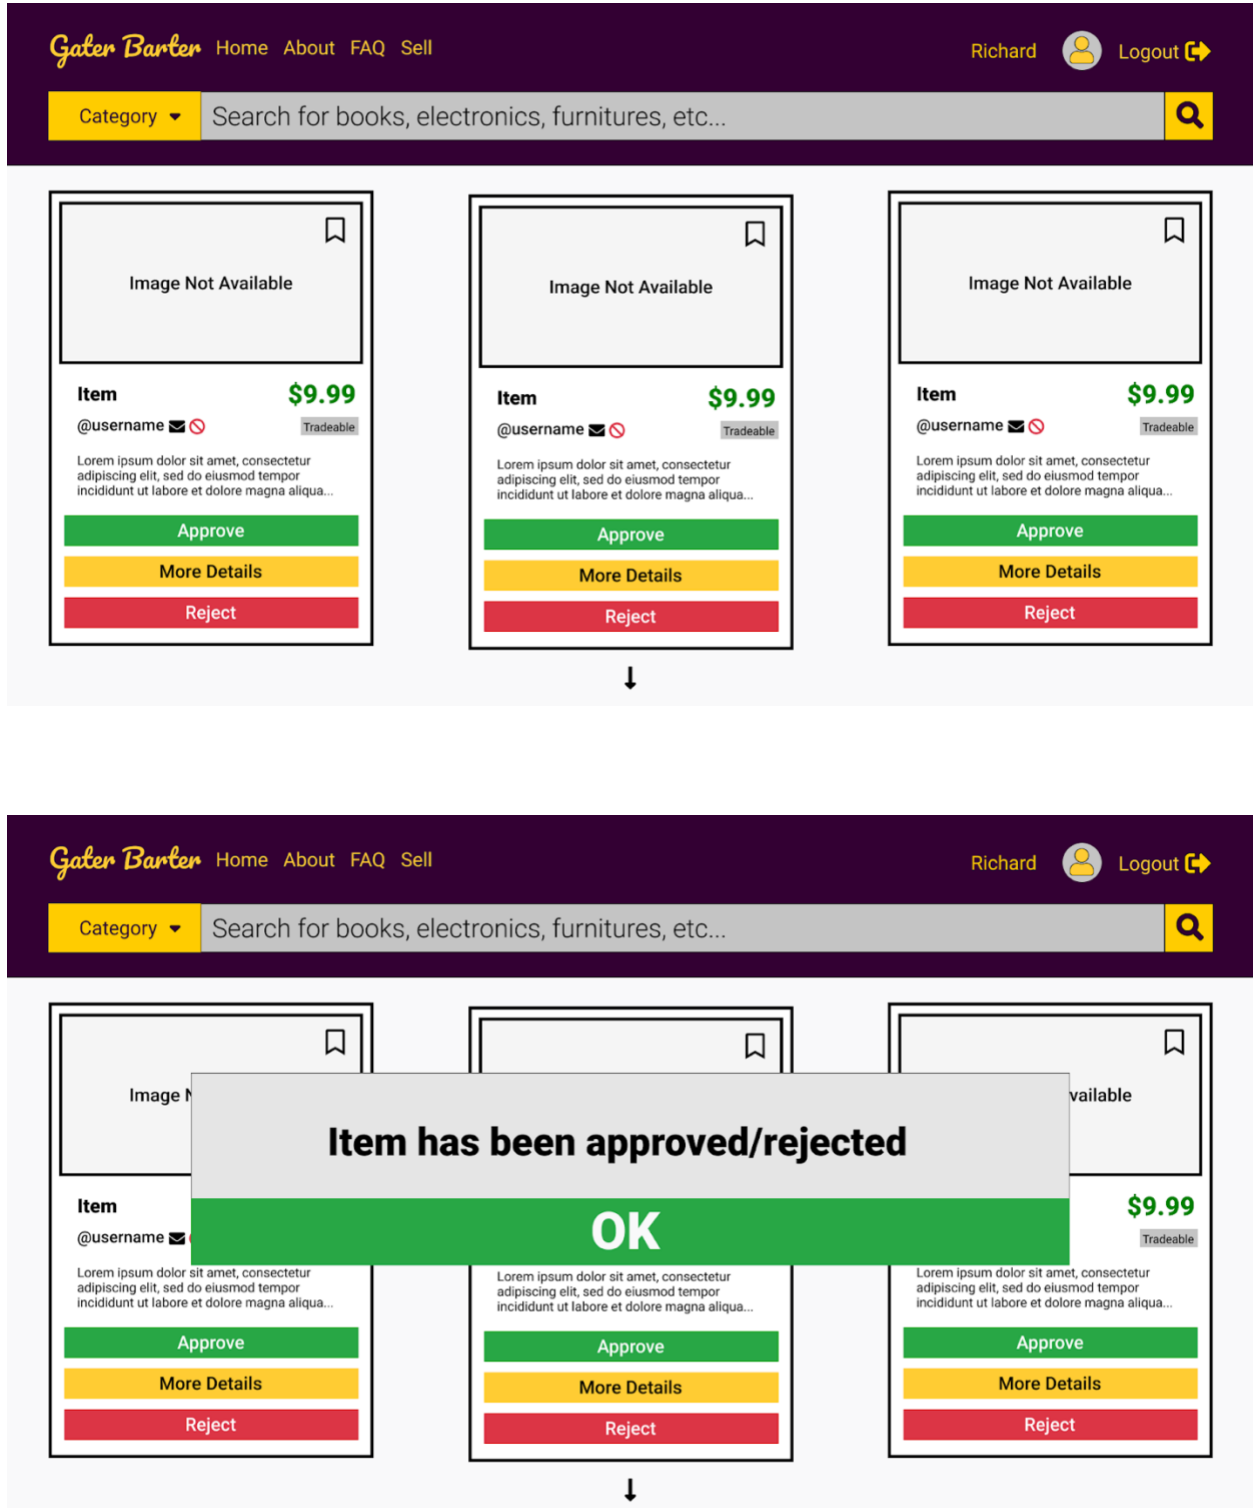 Gater Barter Home About FAQ Sell Richard Logout
Category Search for books, electronics, furnitures, etc...
Image Not Available
Item $9.99
@username Tradeable
Lorem ipsum dolor sit amet, consectetur
adipiscing elit, sed do eiusmod tempor
incididunt ut labore et dolore magna aliqua...
Approve
More Details
Reject
Image Not Available
Item $9.99
@username Tradeable
Lorem ipsum dolor sit amet, consectetur
adipiscing elit, sed do eiusmod tempor
incididunt ut labore et dolore magna aliqua...
Approve
More Details
Reject
Image Not Available
Item $9.99
@username Tradeable
Lorem ipsum dolor sit amet, consectetur
adipiscing elit, sed do eiusmod tempor
incididunt ut labore et dolore magna aliqua...
Approve
More Details
Reject
Gater Barter Home About FAQ Sell Richard Logout
Category Search for books, electronics, furnitures, etc...
Item has been approved/rejected
OK
Image
Item
@username
Lorem ipsum dolor sit amet, consectetur
adipiscing elit, sed do eiusmod tempor
incididunt ut labore et dolore magna aliqua...
Approve
More Details
Reject
Lorem ipsum dolor sit amet, consectetur
adipiscing elit, sed do eiusmod tempor
incididunt ut labore et dolore magna aliqua...
Approve
More Details
Reject
$9.99
Tradeable
Lorem ipsum dolor sit amet, consectetur
adipiscing elit, sed do eiusmod tempor
incididunt ut labore et dolore magna aliqua...
Approve
More Details
Reject